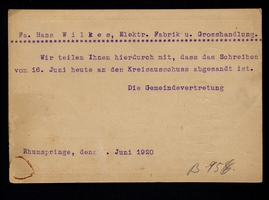 Fa. Hans Wilkes, Elektr. Fabrik u. Grosshandlung.
Wir teilen Ihnen hierdurch mit, dass das Schreiben
vom 16. Juni heute an den Kreisausschuss abgesandt ist.
Die Gemeindevertretung
Rhumspringe, den . Juni 1920